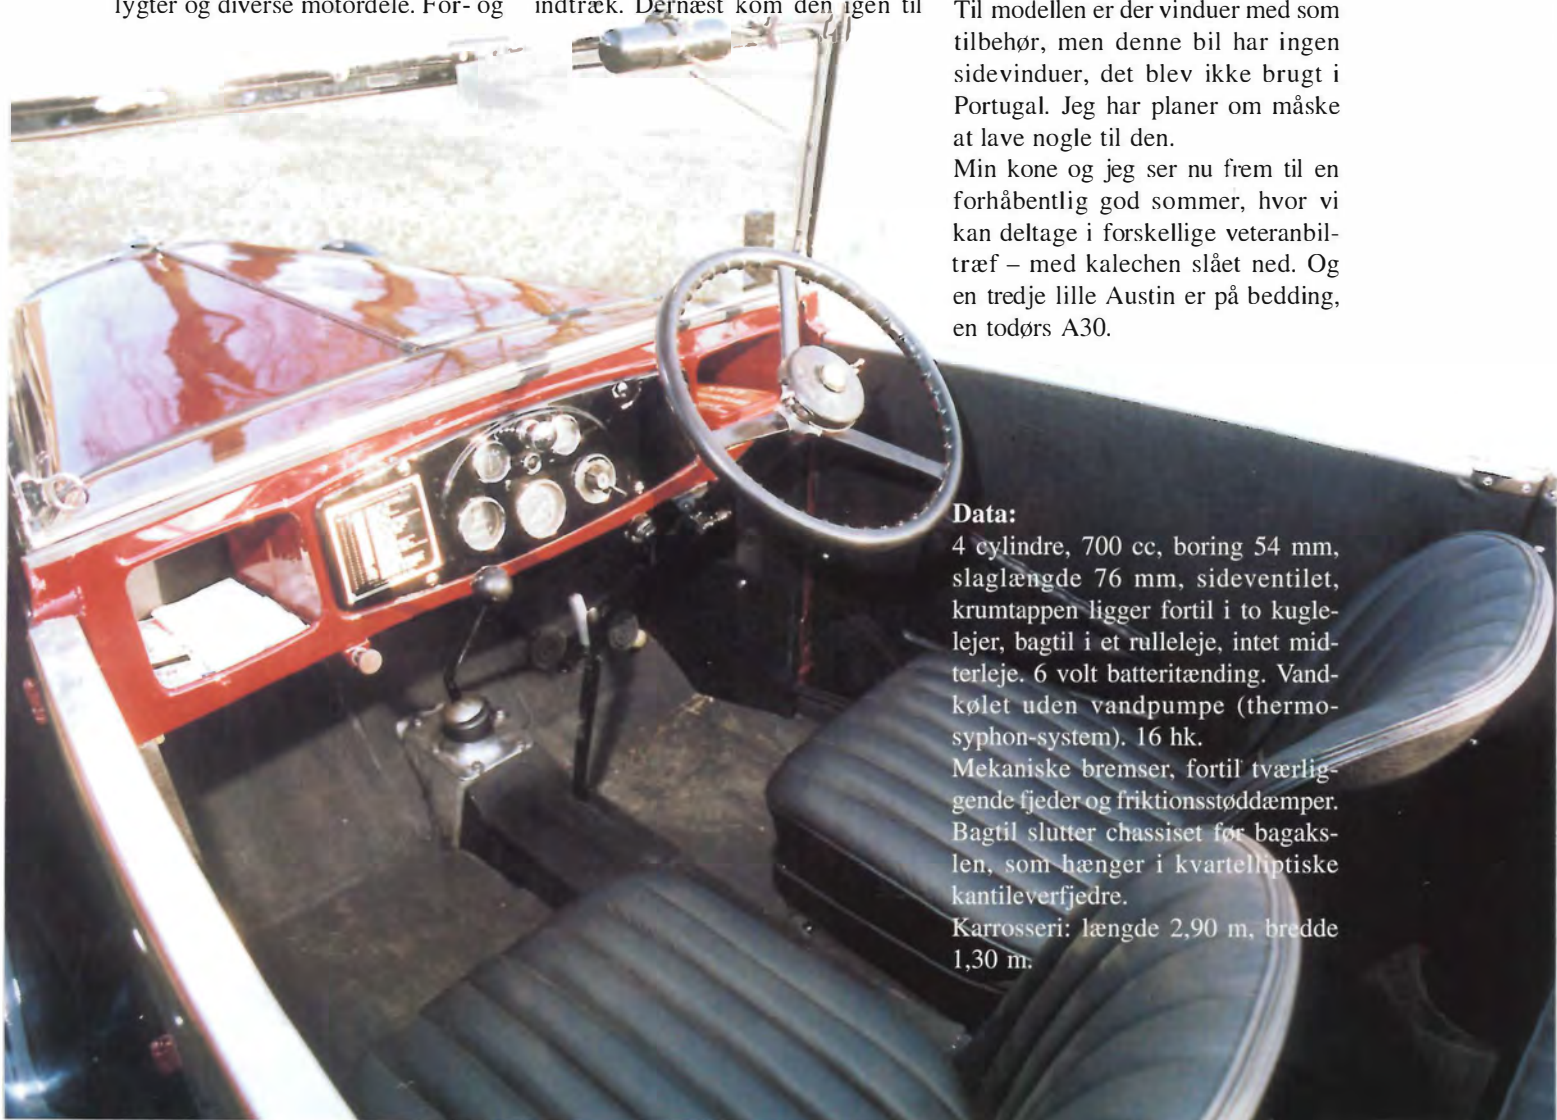 lygter og diverse motordele. For- og
indtræk. Dernæst kom den igen til
Til modellen er der vinduer med som
tilbehør, men denne bil har ingen
sidevinduer, det blev ikke brugt i
Portugal. Jeg har planer om måske
at lave nogle til den.
Min kone og jeg ser nu frem til en
forhåbentlig god sommer, hvor vi
kan deltage i forskellige veteranbil-
træf – med kalechen slået ned. Og
en tredje lille Austin er på bedding,
en todørs A30.
Data:
4 cylindre, 700 cc, boring 54 mm,
slaglængde 76 mm, sideventilet,
krumtappen ligger fortil i to kugle-
lejer, bagtil i et rulleleje, intet mid-
terleje. 6 volt batteritænding. Vand-
kølet uden vandpumpe (thermo-
syphon-system). 16 hk.
Mekaniske bremser, fortil tværlig-
gende fjeder og friktionsstøddæmper.
Bagtil slutter chassiset før bagaks-
len, som hænger i kvartelliptiske
kantileverfjedre.
Karrosseri: længde 2,90 m, bredde
1,30 m.